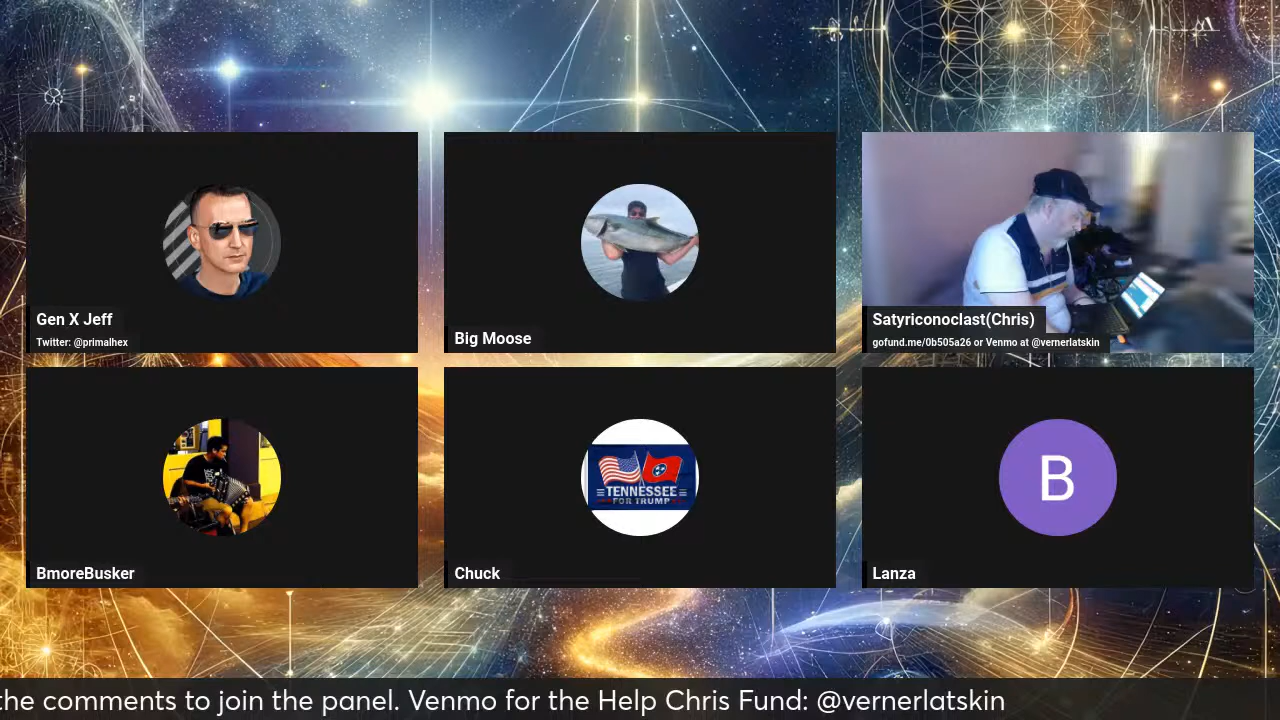 Gen X Jeff
Twitter: @primalhex
Big Moose
Satyriconoclast(Chris)
gofund.me/0b505a26 or Venmo at @vernerlatskin
BmoreBusker
TENNESSEE
FOR TRUMP
Chuck
B
Lanza
the comments to join the panel. Venmo for the Help Chris Fund: @vernerlatskin